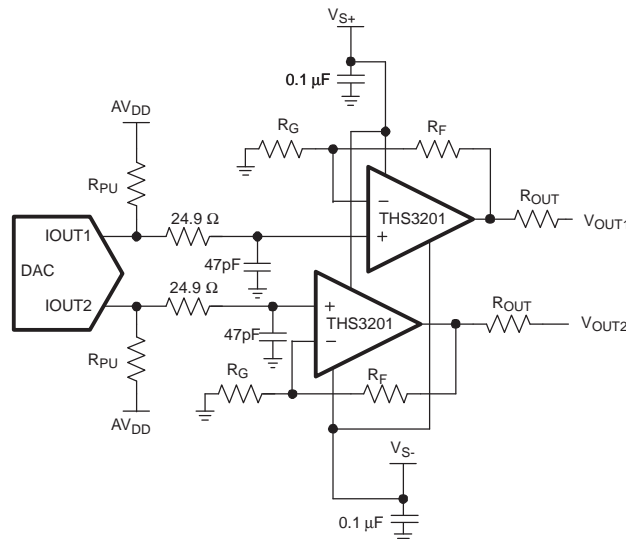 VS+
0.1 μF
AVDD
RG
RF
RPU
THS3201
ROUT
VOUT1
24.9 Ω
IOUT1
47pF
DAC
24.9 Ω
IOUT2
THS3201
ROUT
VOUT2
47pF
RPU
RG
RF
AVDD
VS-
0.1 μF
− + + −